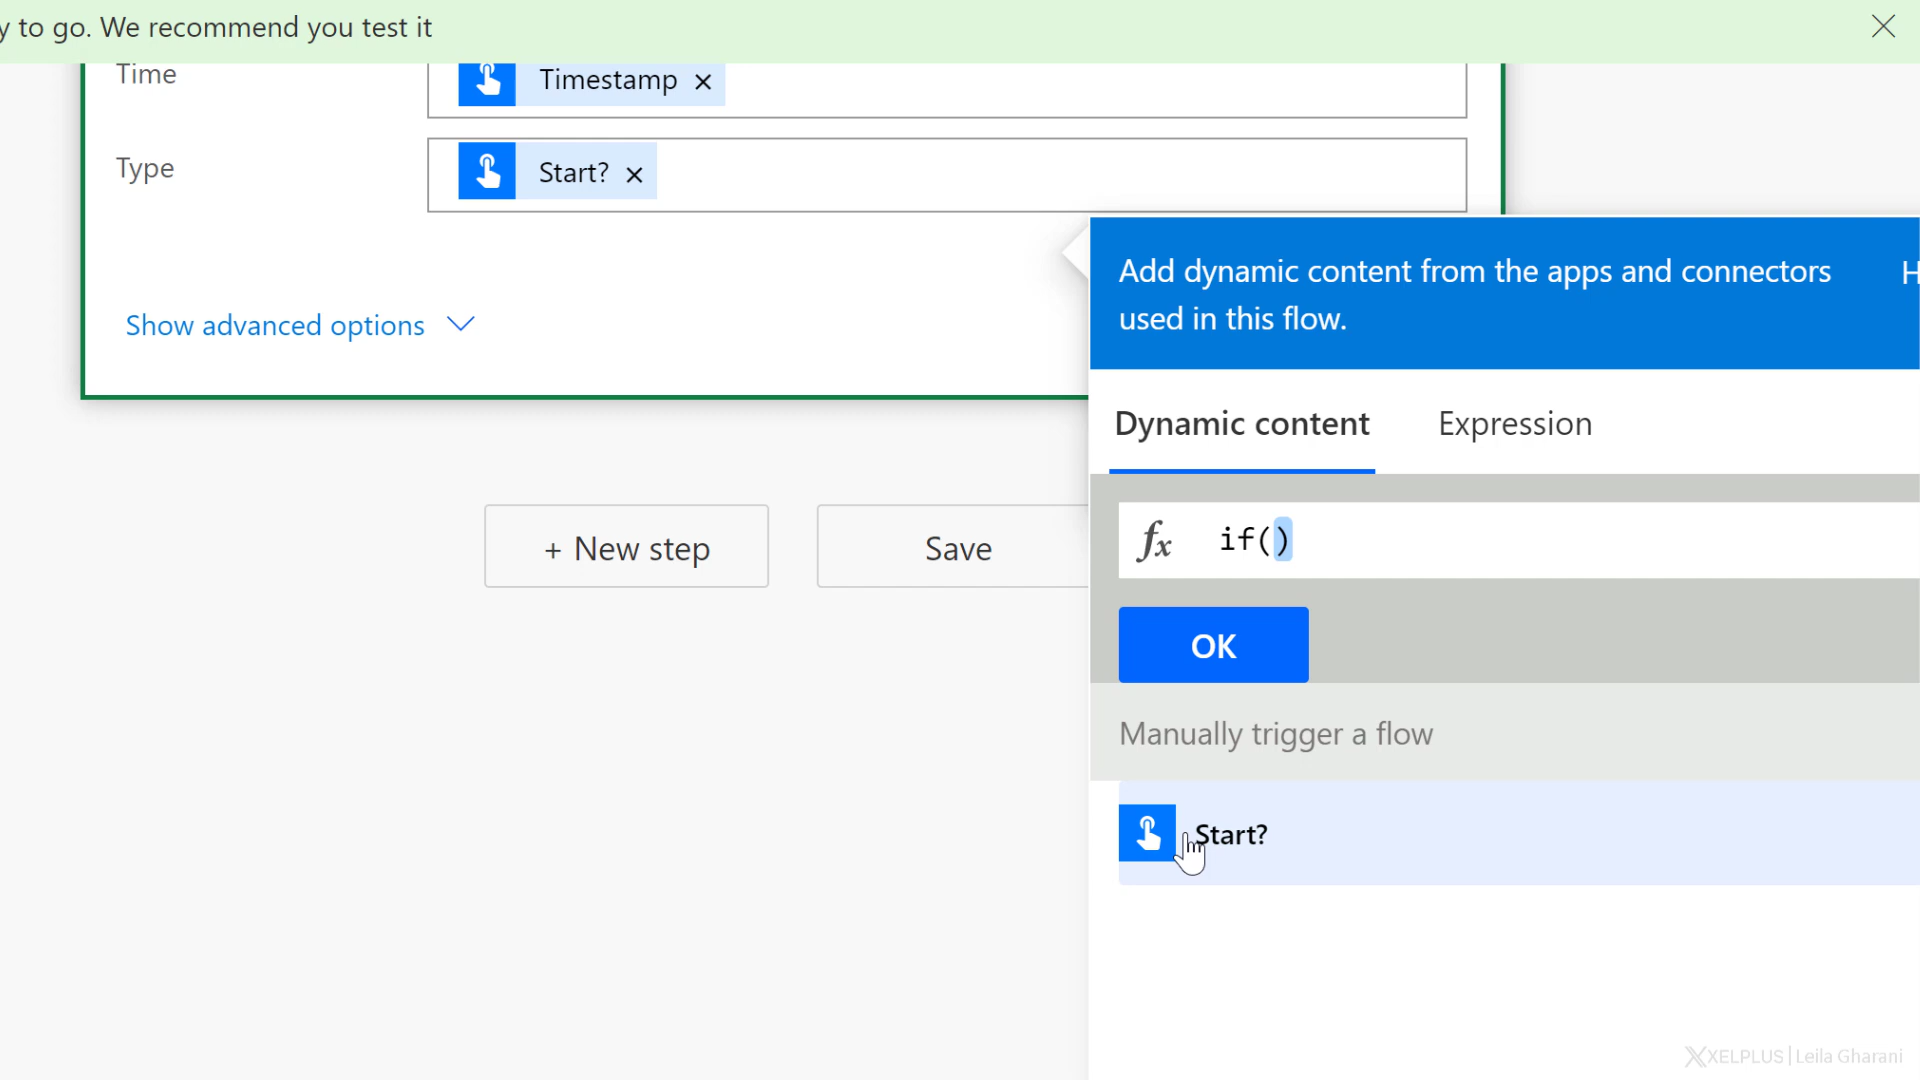 y to go. We recommend you test it
Time
Timestamp ×
Type
Start? ×
Add dynamic content from the apps and connectors
used in this flow.
H
Show advanced options
Dynamic content
Expression
fx if()
+ New step
Save
OK
Manually trigger a flow
Start?
XELPLUS | Leila Gharani